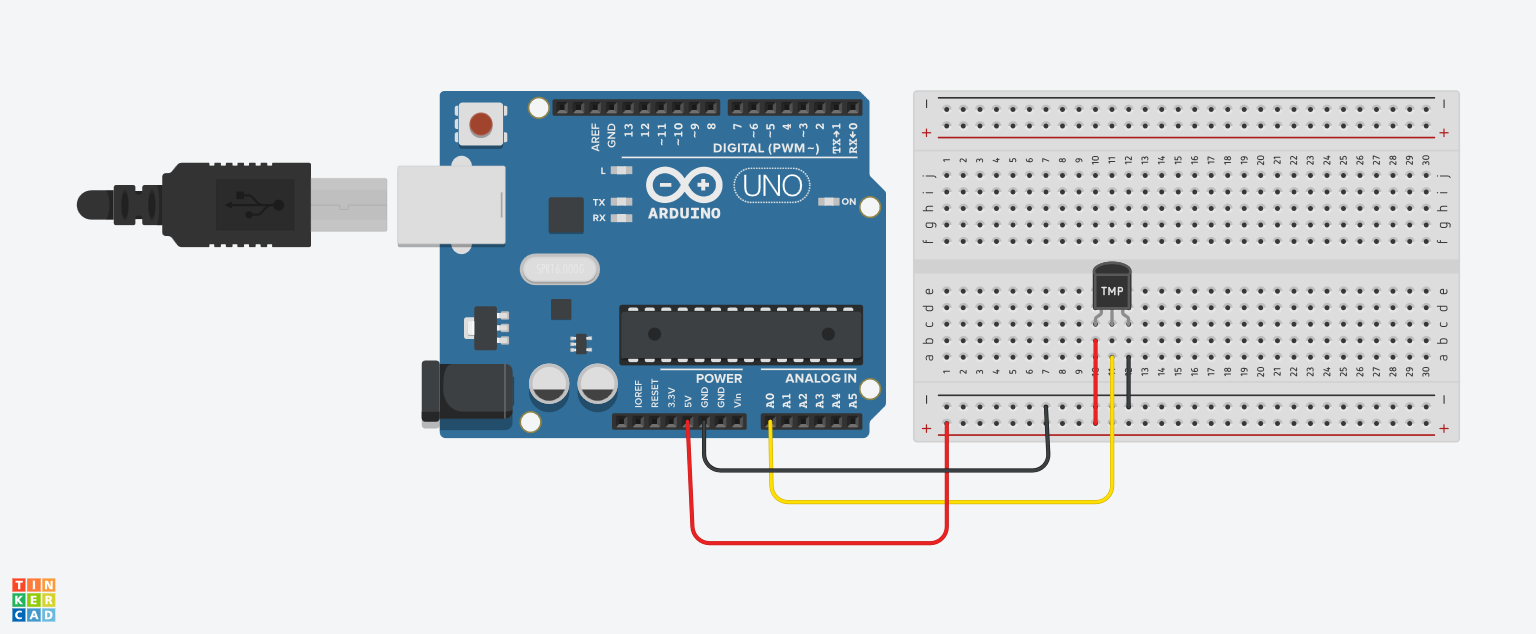 AREF
GND
13
12
~11
~10
~9
8
7
~6
~5
4
~3
2
TX→1
RX←0
DIGITAL (PWM~)
L
TX
RX
ARDUINO
UNO
ON
POWER
ANALOG IN
IOREF
RESET
3.3V
5V
GND
GND
Vin
A0
A1
A2
A3
A4
A5
1 2 3 4 5 6 7 8 9 10 11 12 13 14 15 16 17 18 19 20 21 22 23 24 25 26 27 28 29 30
j j
i i
h h
g g
f f
TMP
e e
d d
c c
b b
a a
1 2 3 4 5 6 7 8 9 10 11 12 13 14 15 16 17 18 19 20 21 22 23 24 25 26 27 28 29 30
TIN
KER
CAD